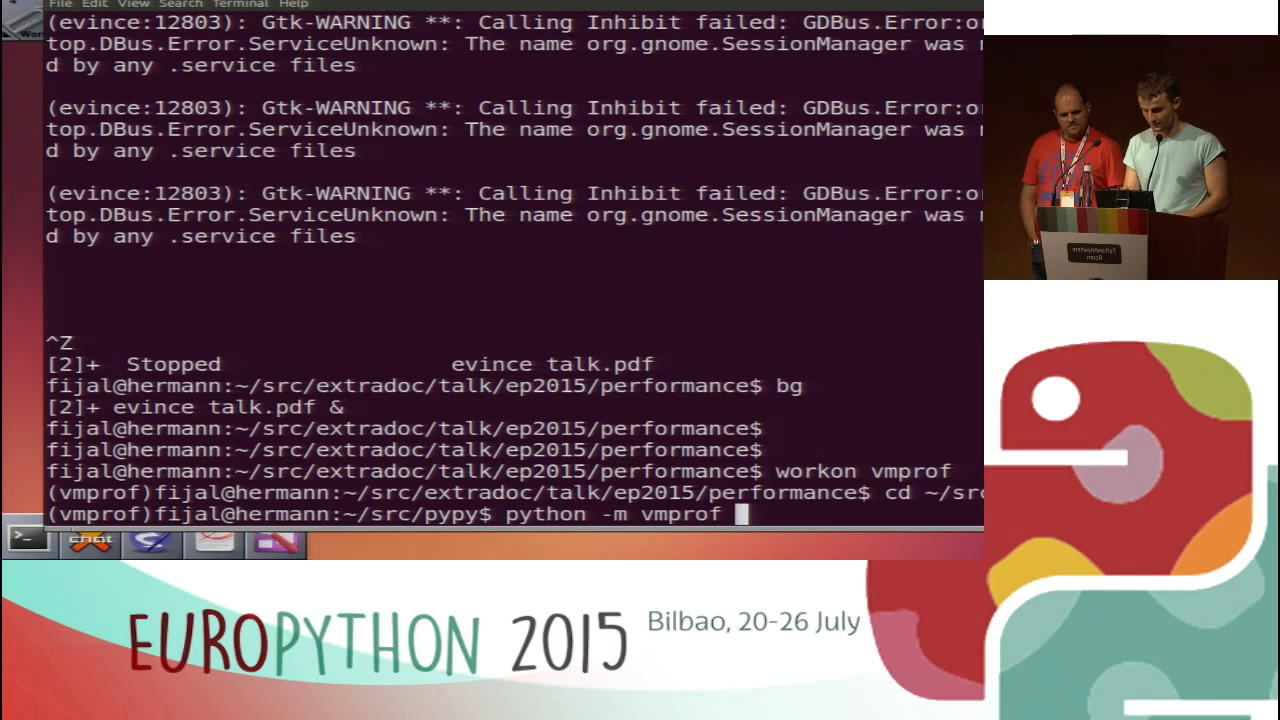 File Edit View Search Terminal Help
(evince:12803): Gtk-WARNING **: Calling Inhibit failed: GDBus.Error:or
top.DBus.Error.ServiceUnknown: The name org.gnome.SessionManager was n
d by any .service files
(evince:12803): Gtk-WARNING **: Calling Inhibit failed: GDBus.Error:or
top.DBus.Error.ServiceUnknown: The name org.gnome.SessionManager was n
d by any .service files
(evince:12803): Gtk-WARNING **: Calling Inhibit failed: GDBus.Error:or
top.DBus.Error.ServiceUnknown: The name org.gnome.SessionManager was n
d by any .service files
^Z
[2]+  Stopped                 evince talk.pdf
fijal@hermann:~/src/extradoc/talk/ep2015/performance$ bg
[2]+ evince talk.pdf &
fijal@hermann:~/src/extradoc/talk/ep2015/performance$
fijal@hermann:~/src/extradoc/talk/ep2015/performance$
fijal@hermann:~/src/extradoc/talk/ep2015/performance$ workon vmprof
(vmprof)fijal@hermann:~/src/extradoc/talk/ep2015/performance$ cd ~/src
(vmprof)fijal@hermann:~/src/pypy$ python -m vmprof
PythonAnywhere
Room
EUROPYTHON 2015
Bilbao, 20-26 July